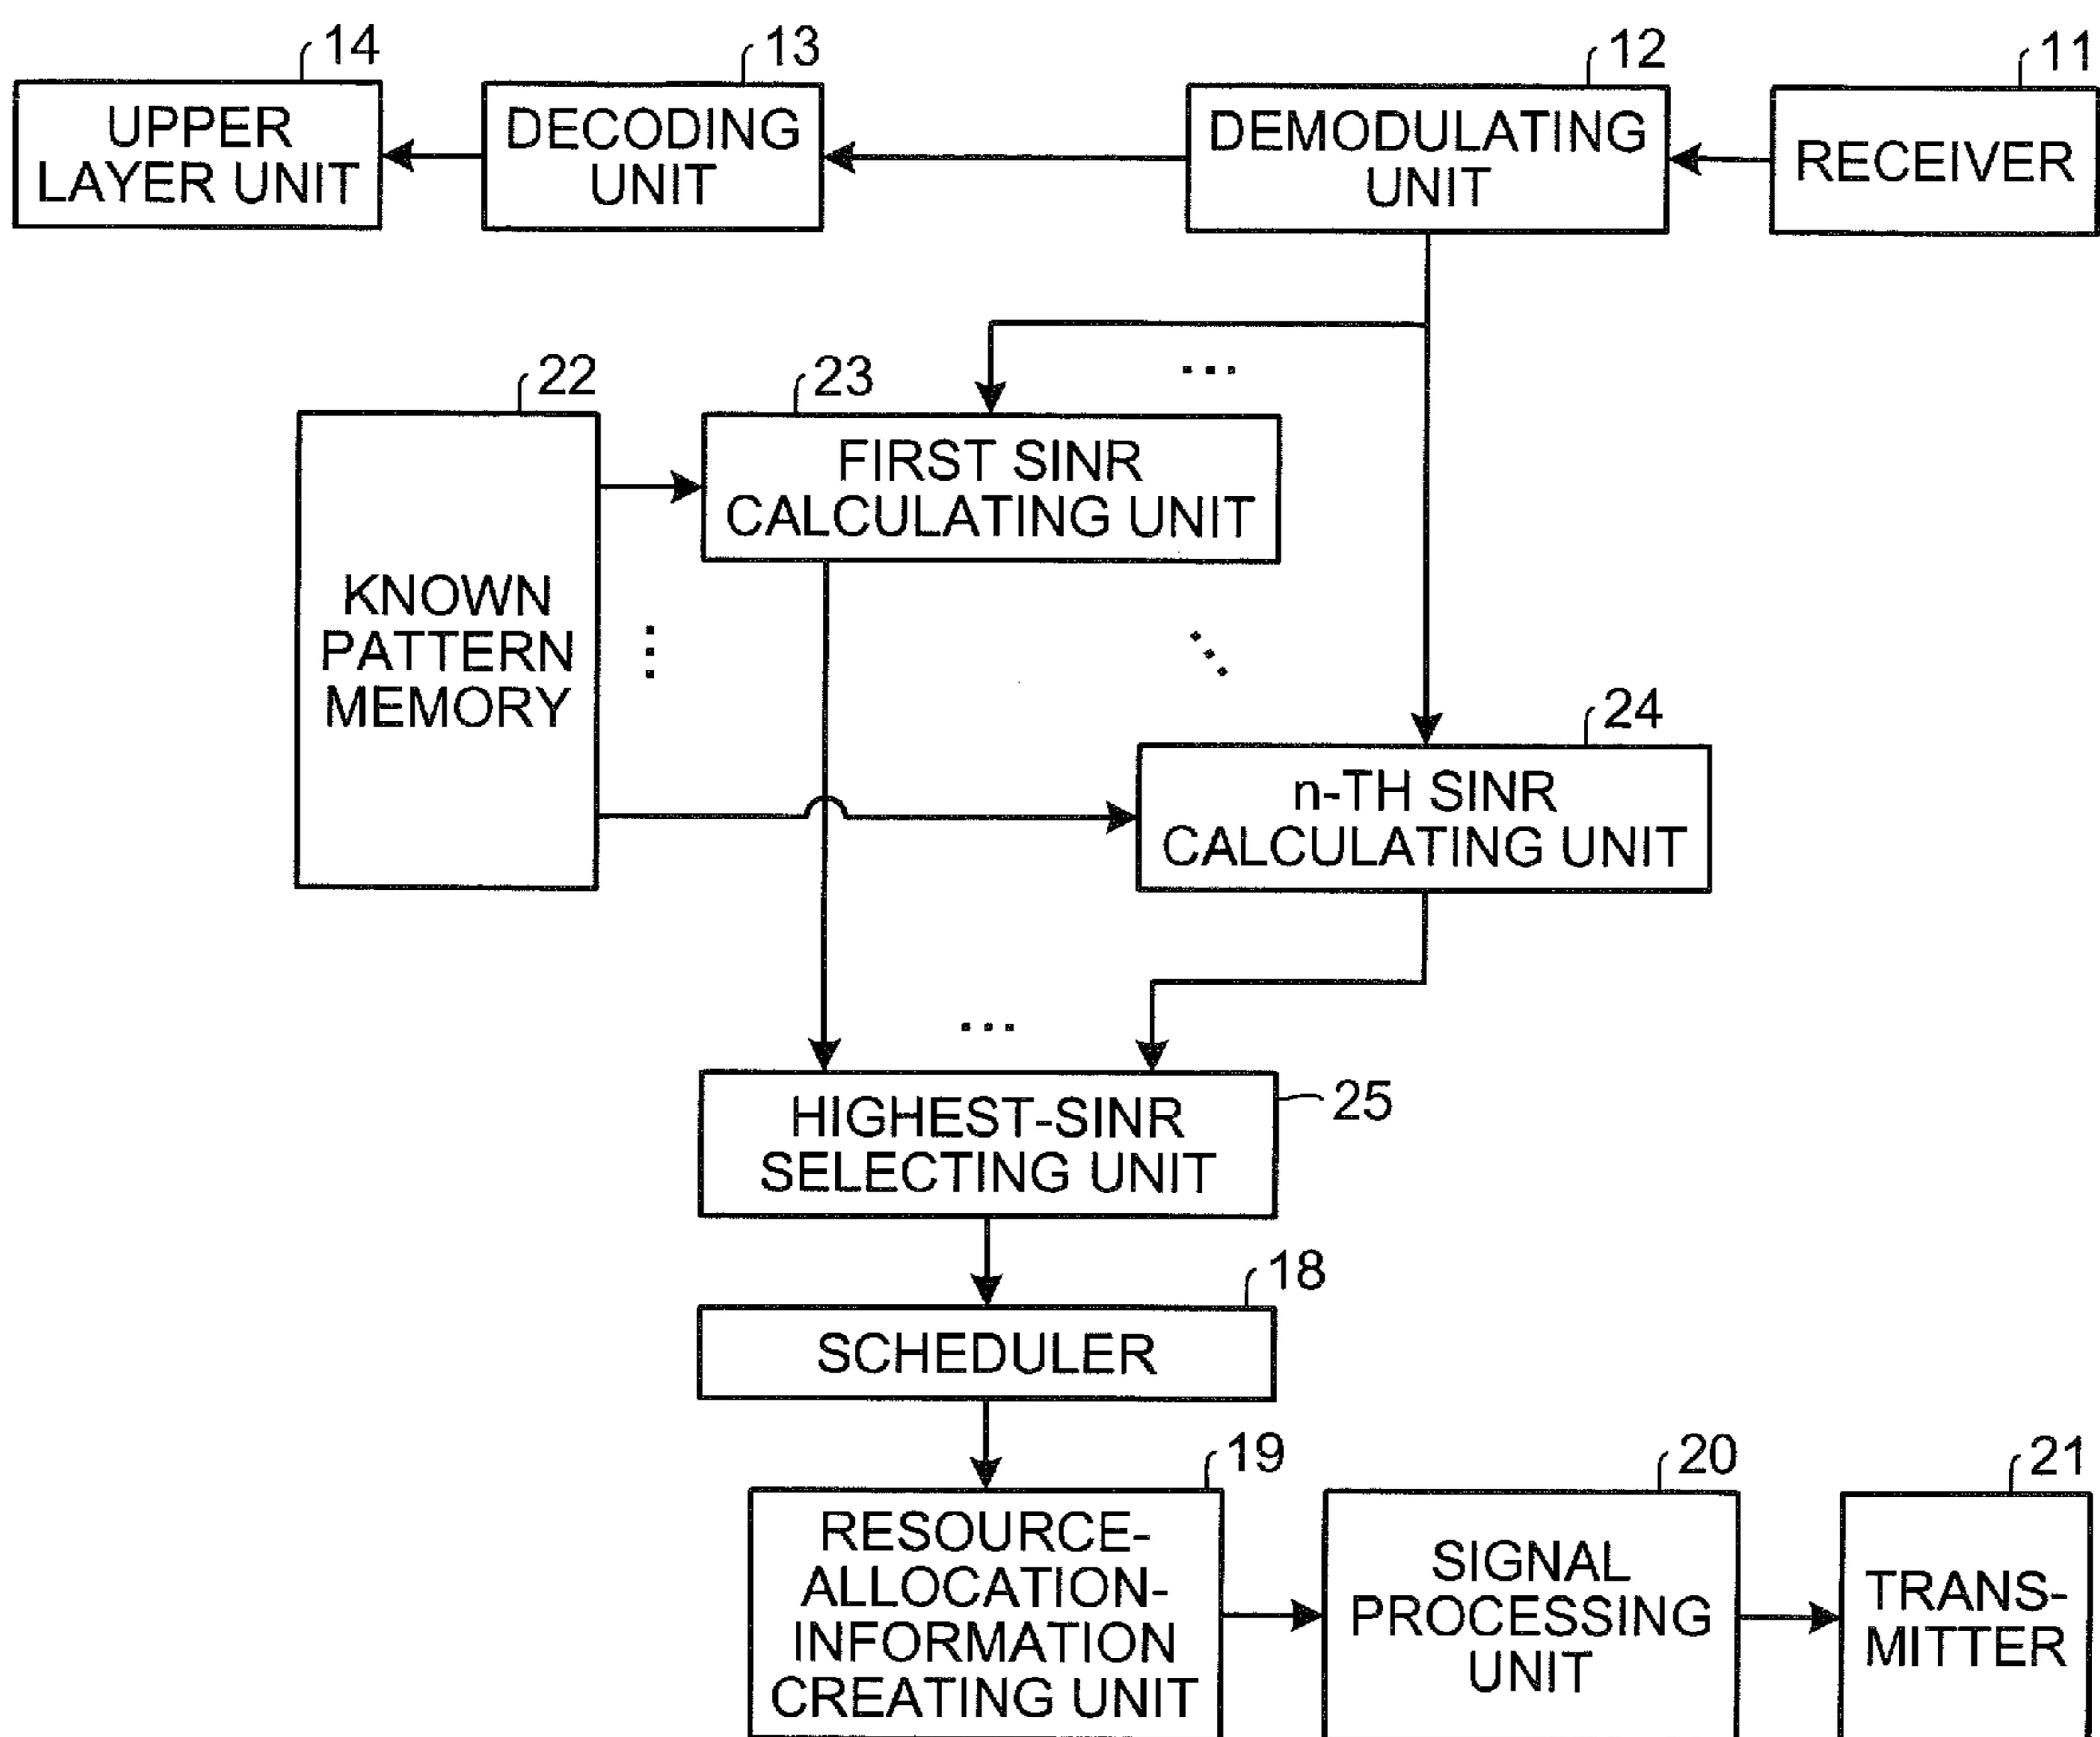 14
13
12
11
UPPER
LAYER UNIT
DECODING
UNIT
DEMODULATING
UNIT
RECEIVER
22
23
...
KNOWN
PATTERN
MEMORY
FIRST SINR
CALCULATING UNIT
...
...
24
n-TH SINR
CALCULATING UNIT
...
25
HIGHEST-SINR
SELECTING UNIT
18
SCHEDULER
19
20
21
RESOURCE-
ALLOCATION-
INFORMATION
CREATING UNIT
SIGNAL
PROCESSING
UNIT
TRANS-
MITTER